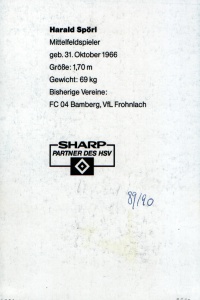 Harald Spörl
Mittelfeldspieler
geb. 31. Oktober 1966
Größe: 1,70 m
Gewicht: 69 kg
Bisherige Vereine:
FC 04 Bamberg, VfL Frohnlach
SHARP
PARTNER DES HSV
89/90